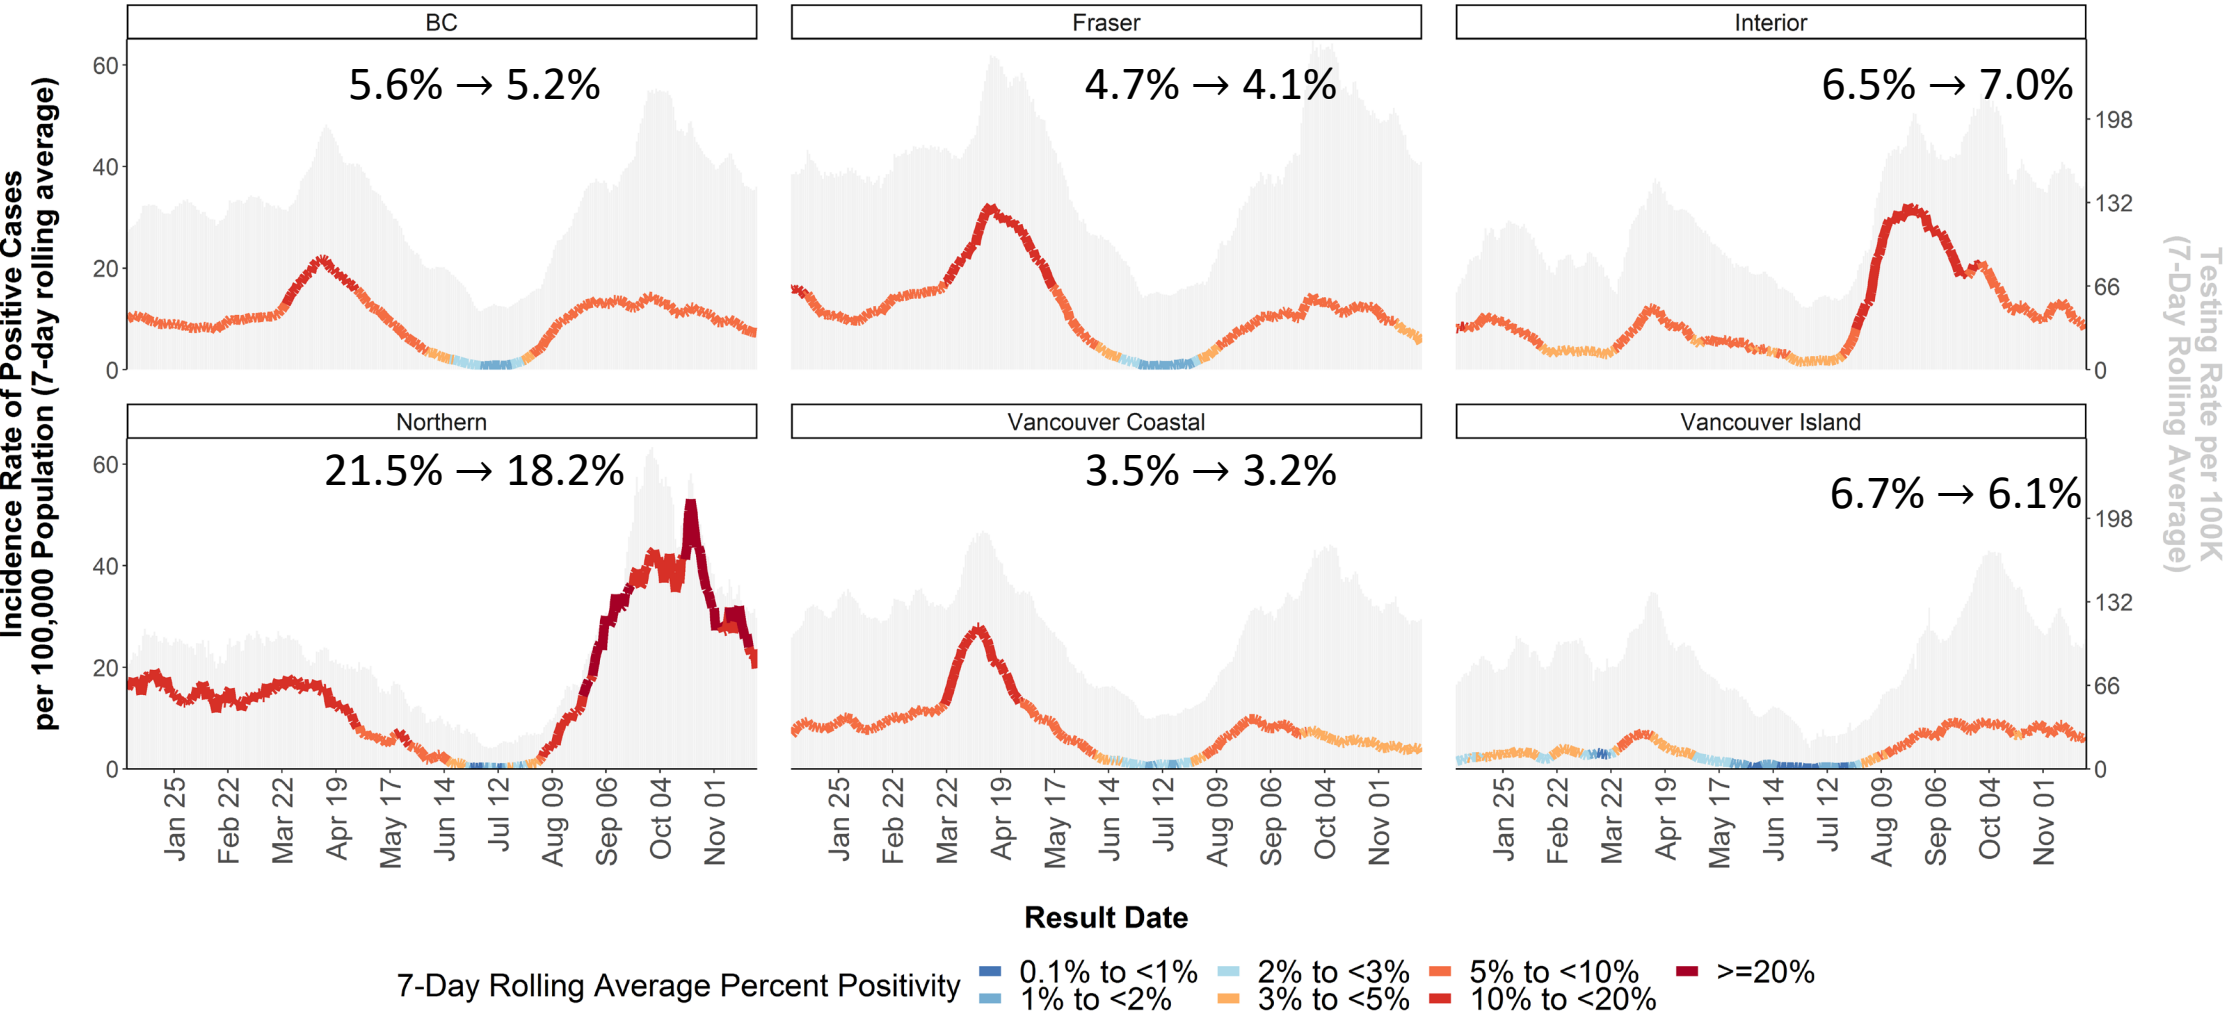 BC
Fraser
Interior
5.6% → 5.2%
4.7% → 4.1%
6.5% → 7.0%
60
40
20
0
198
132
66
0
Northern
Vancouver Coastal
Vancouver Island
21.5% → 18.2%
3.5% → 3.2%
6.7% → 6.1%
60
40
20
0
198
132
66
0
Incidence Rate of Positive Cases
per 100,000 Population (7-day rolling average)
Testing Rate per 100K
(7-Day Rolling Average)
Jan 25 Feb 22 Mar 22 Apr 19 May 17 Jun 14 Jul 12 Aug 09 Sep 06 Oct 04 Nov 01
Jan 25 Feb 22 Mar 22 Apr 19 May 17 Jun 14 Jul 12 Aug 09 Sep 06 Oct 04 Nov 01
Jan 25 Feb 22 Mar 22 Apr 19 May 17 Jun 14 Jul 12 Aug 09 Sep 06 Oct 04 Nov 01
Result Date
7-Day Rolling Average Percent Positivity
0.1% to <1% 2% to <3% 5% to <10% >=20%
1% to <2% 3% to <5% 10% to <20%